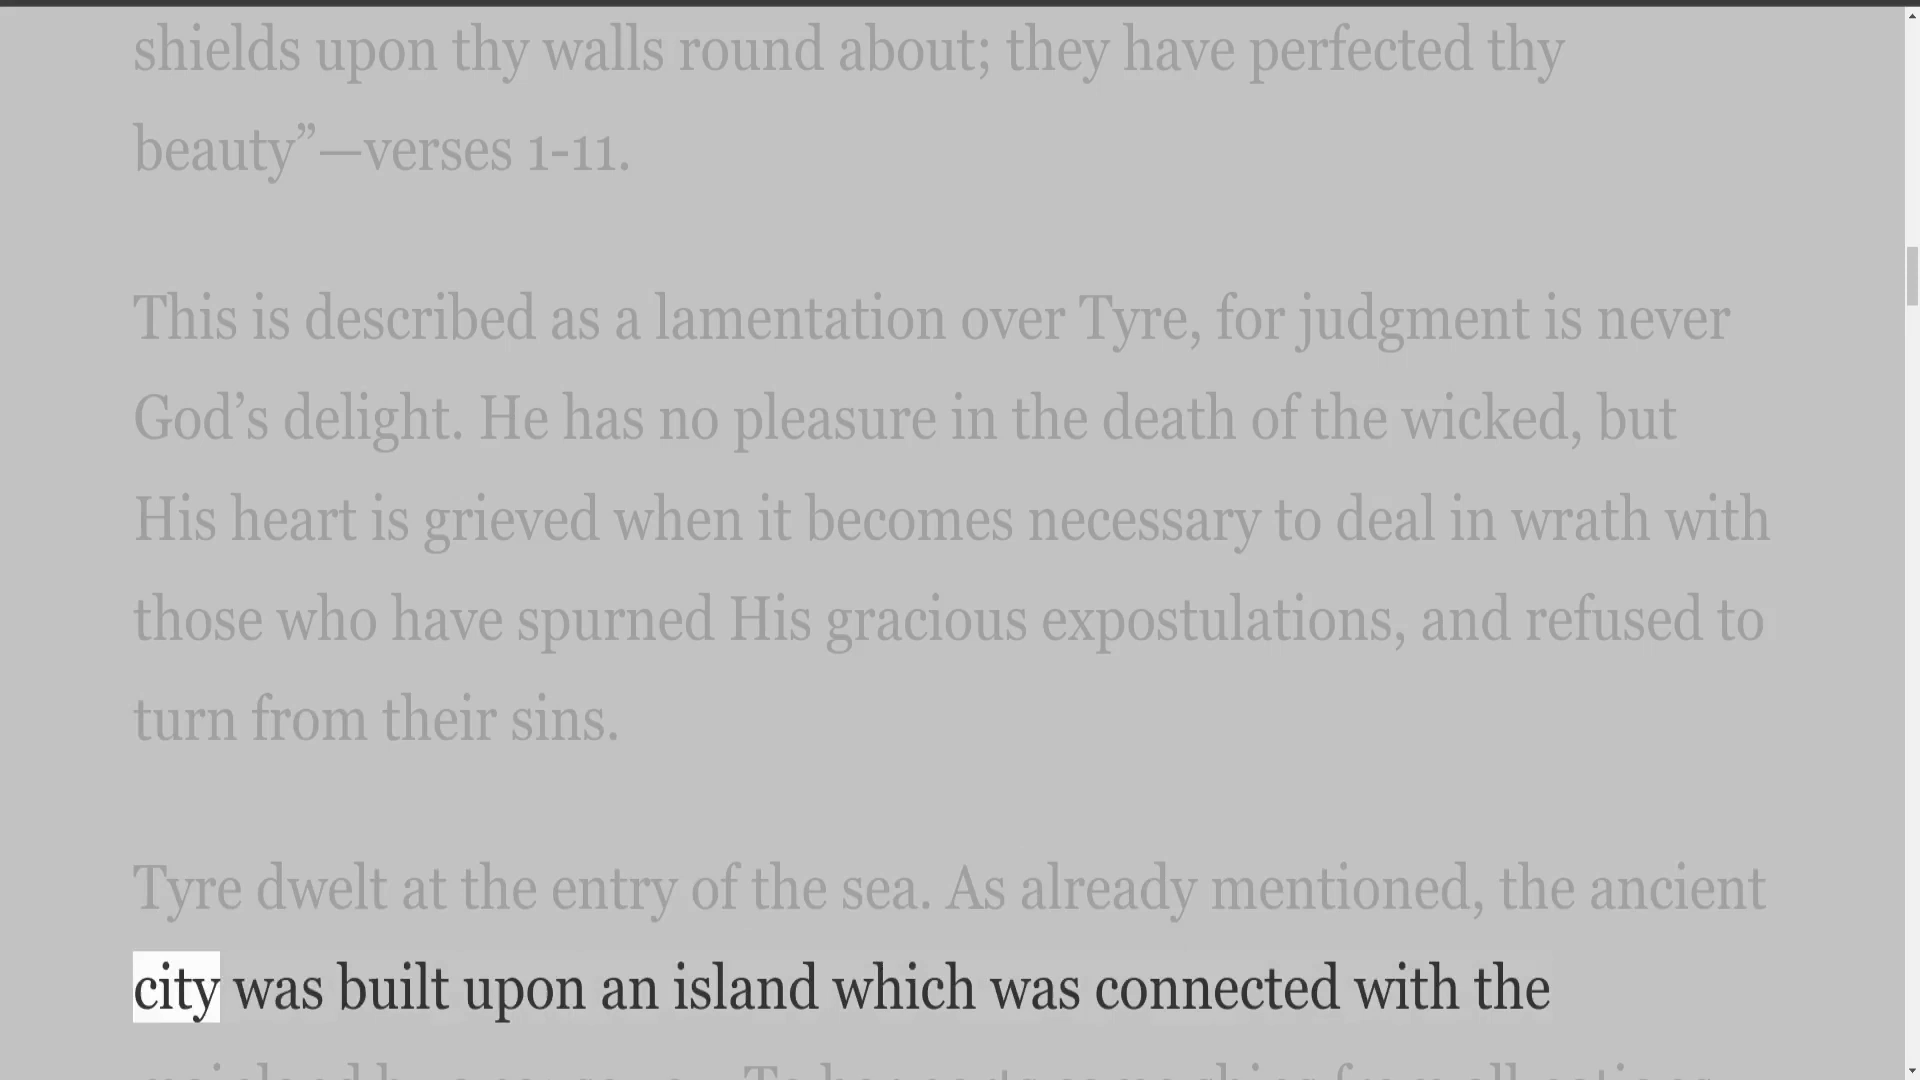 shields upon thy walls round about; they have perfected thy
beauty”—verses 1-11.
This is described as a lamentation over Tyre, for judgment is never
God’s delight. He has no pleasure in the death of the wicked, but
His heart is grieved when it becomes necessary to deal in wrath with
those who have spurned His gracious expostulations, and refused to
turn from their sins.
Tyre dwelt at the entry of the sea. As already mentioned, the ancient
city was built upon an island which was connected with the